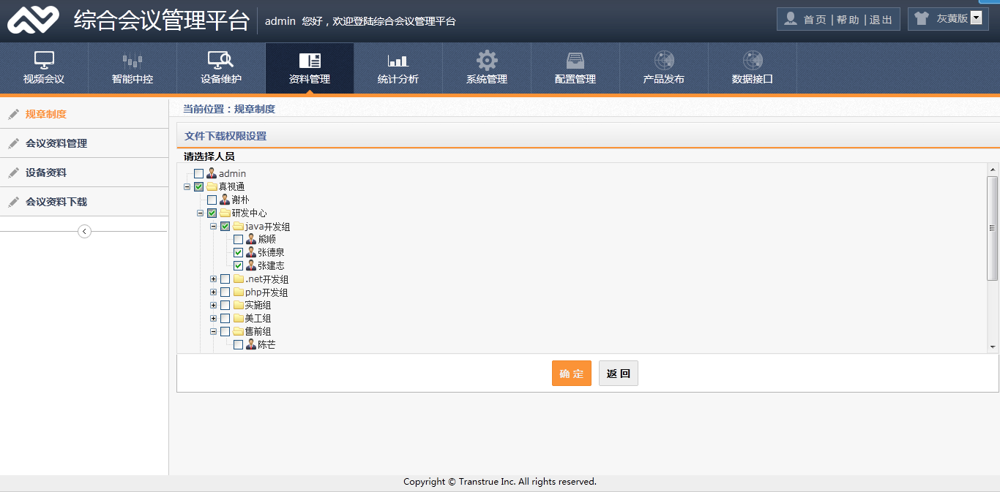 综合会议管理平台
admin 您好，欢迎登陆综合会议管理平台
首页 | 帮助 | 退出
灰黄版
视频会议 智能中控 设备维护 资料管理 统计分析 系统管理 配置管理 产品发布 数据接口
规章制度
会议资料管理
设备资料
会议资料下载
当前位置：规章制度
文件下载权限设置
请选择人员
admin
真视通
谢朴
研发中心
java开发组
熊顺
张德泉
张建志
.net开发组
php开发组
实施组
美工组
售前组
陈芒
确 定 返 回
Copyright © Transtrue Inc. All rights reserved.